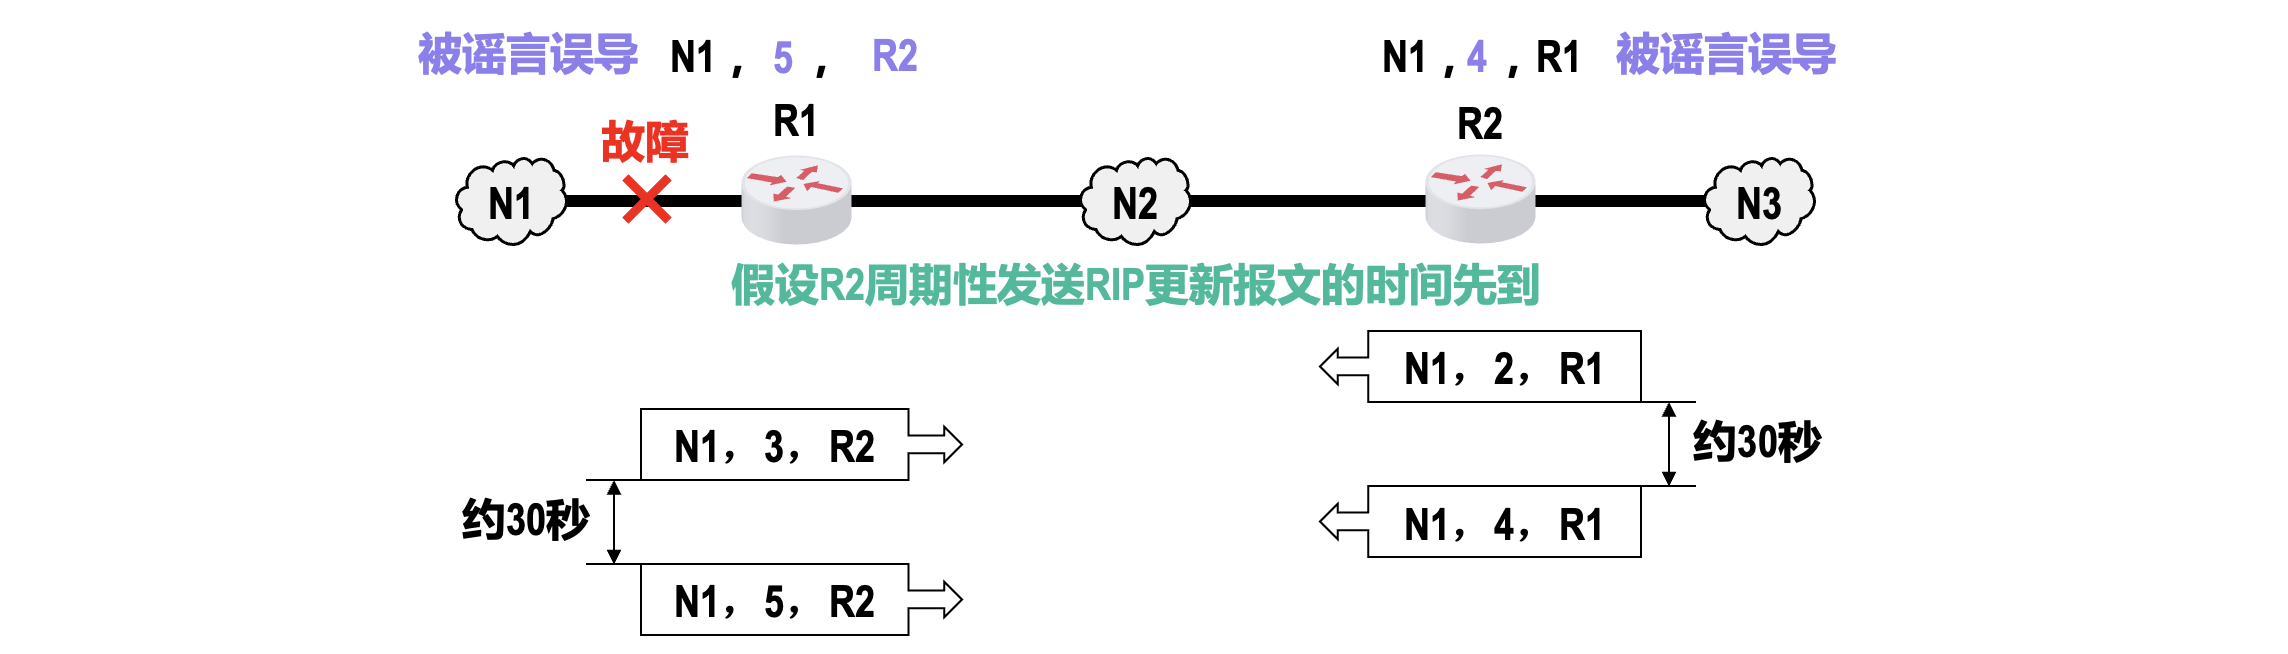 被谣言误导 N1 , 5 , R2
N1 , 4 , R1 被谣言误导
R1
R2
故障
N1
N2
N3
假设R2周期性发送RIP更新报文的时间先到
N1，2，R1
N1，3，R2
约30秒
约30秒
N1，4，R1
N1，5，R2